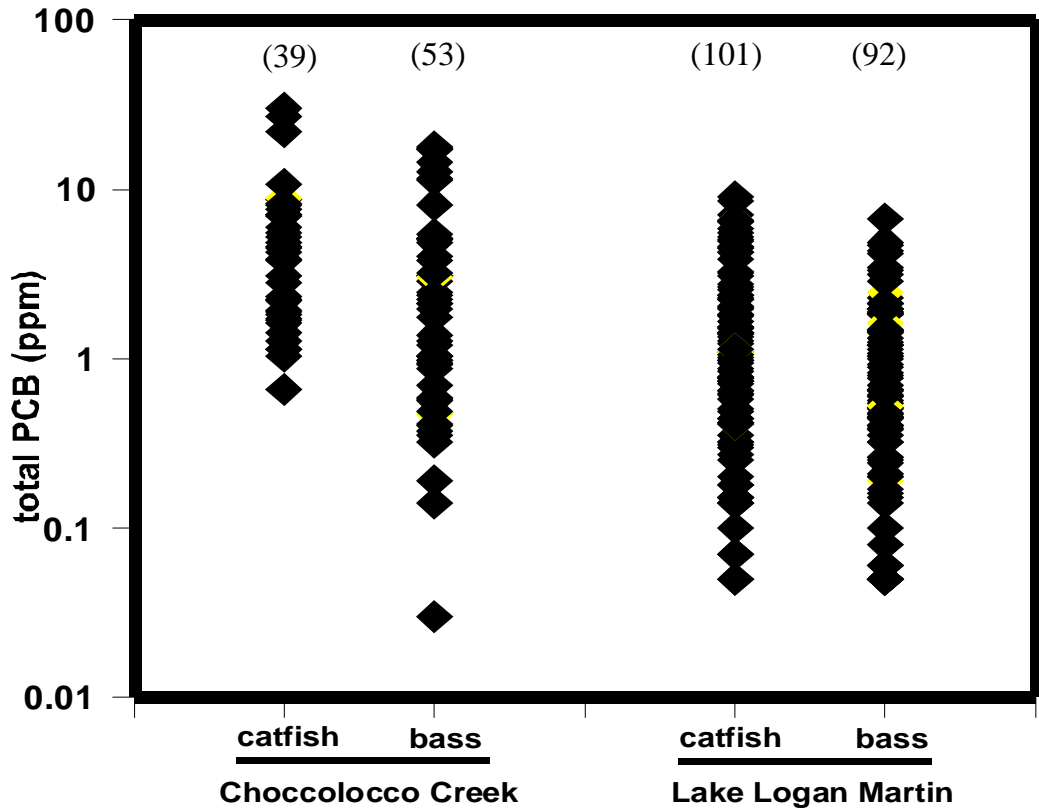 100
(39) (53) (101) (92)
10
total PCB (ppm)
1
0.1
0.01
catfish bass catfish bass
Choccolocco Creek Lake Logan Martin